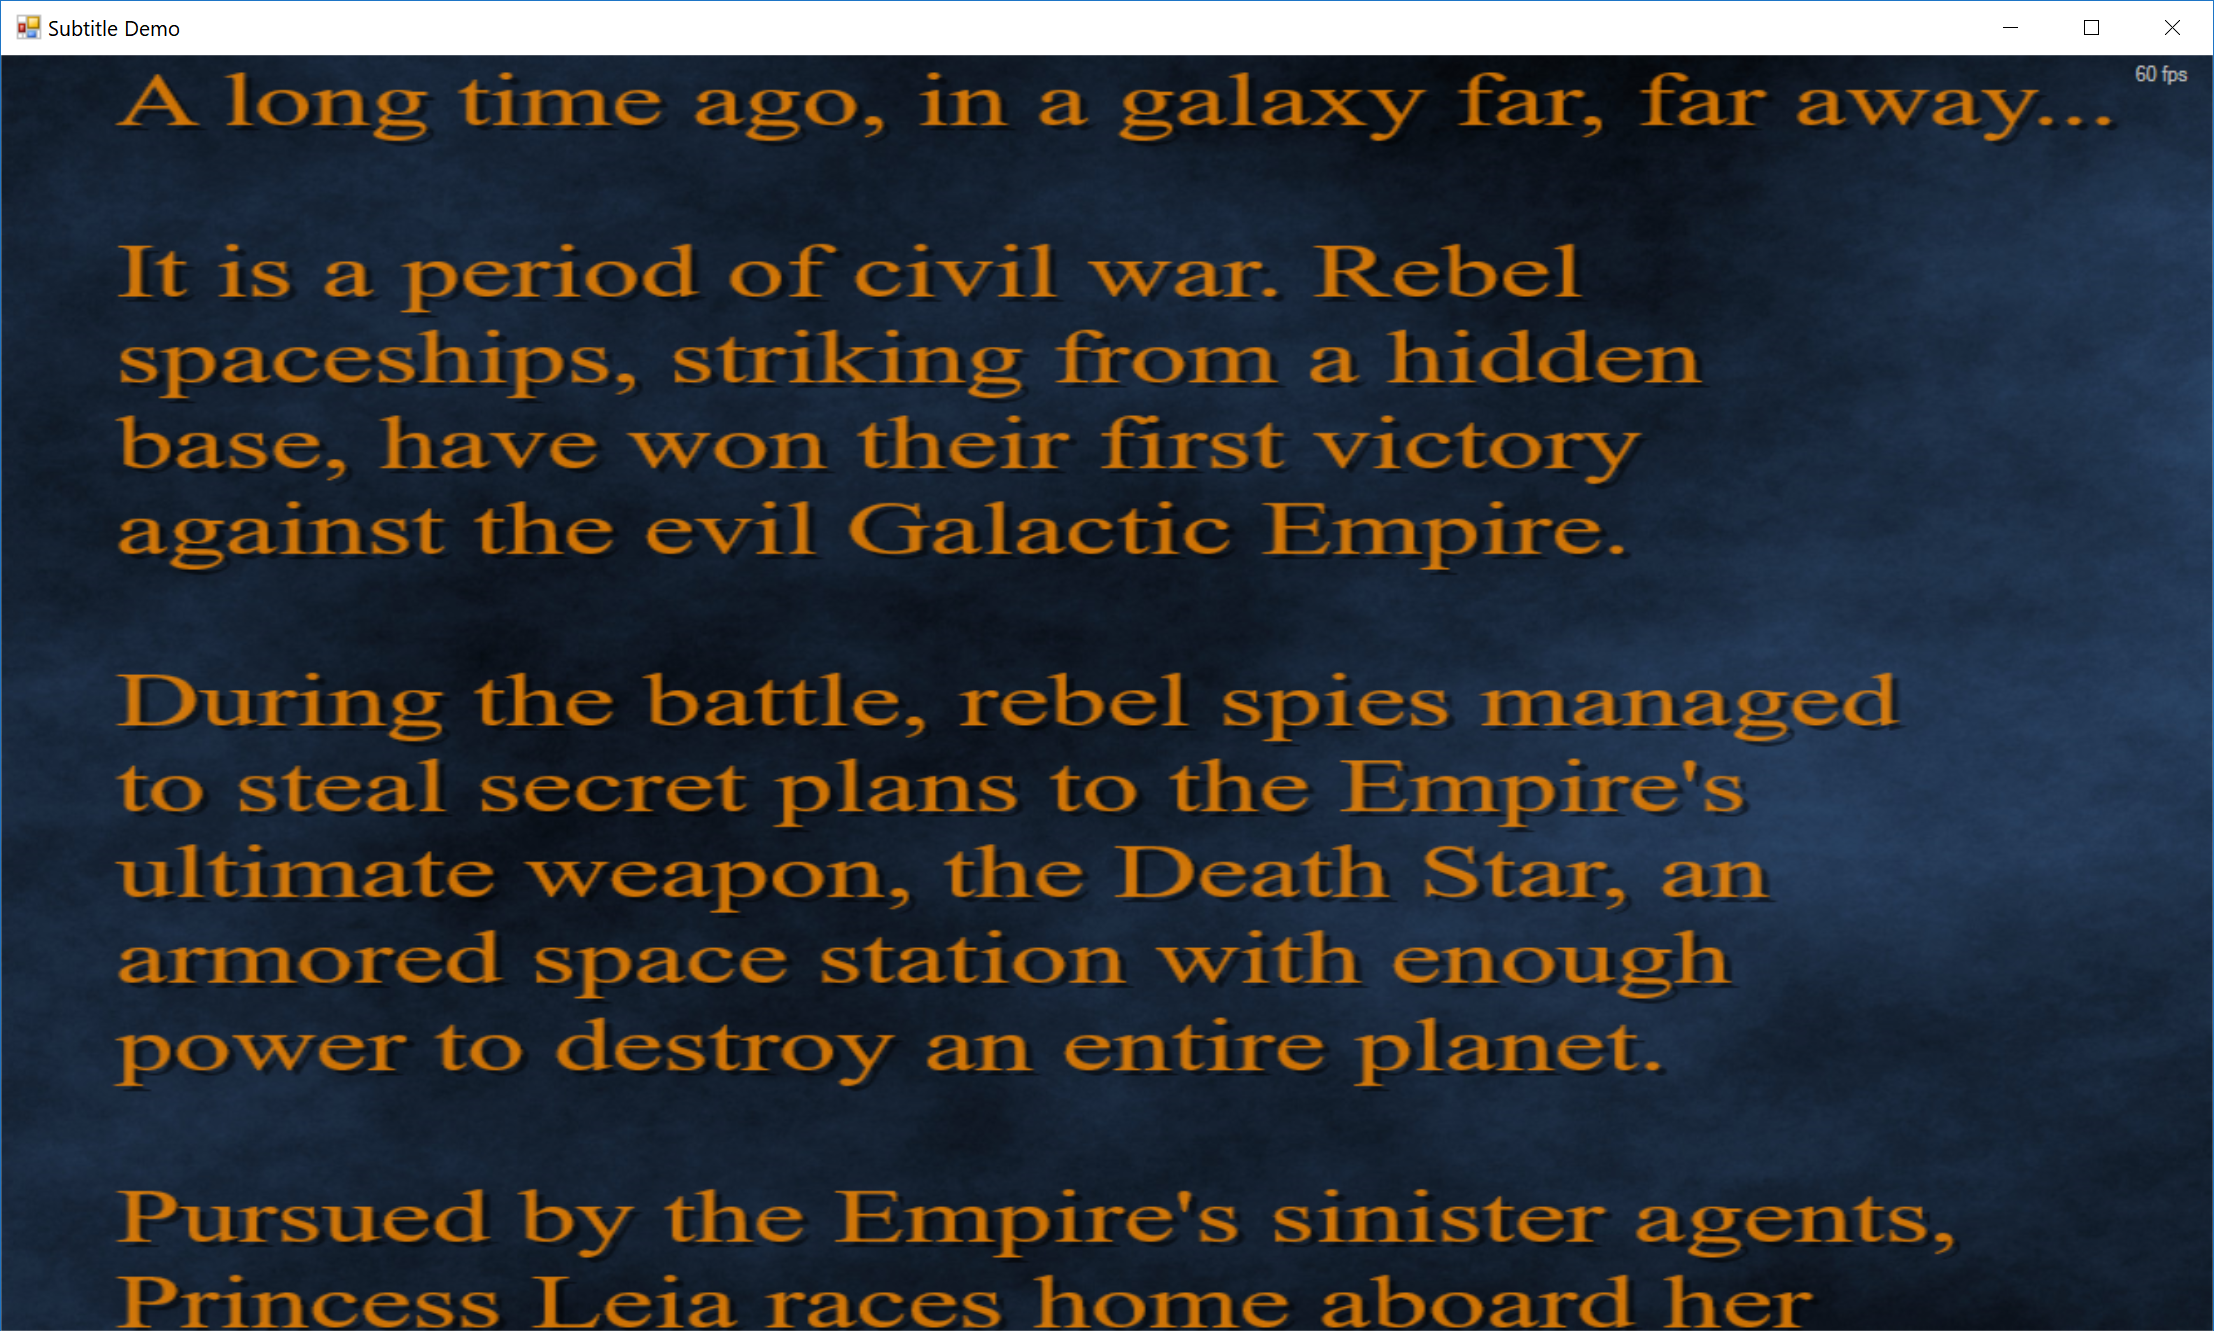 Subtitle Demo
60 fps
A long time ago, in a galaxy far, far away...
It is a period of civil war. Rebel
spaceships, striking from a hidden
base, have won their first victory
against the evil Galactic Empire.
During the battle, rebel spies managed
to steal secret plans to the Empire's
ultimate weapon, the Death Star, an
armored space station with enough
power to destroy an entire planet.
Pursued by the Empire's sinister agents,
Princess Leia races home aboard her